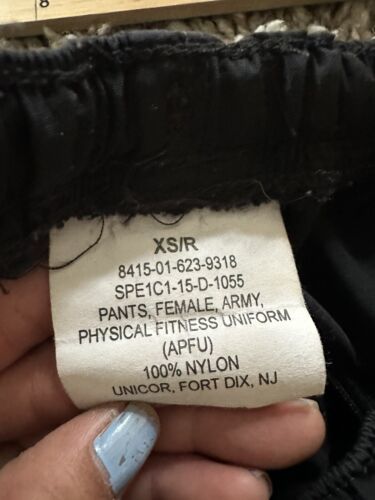 8
XS/R
8415-01-623-9318
SPE1C1-15-D-1055
PANTS, FEMALE, ARMY,
PHYSICAL FITNESS UNIFORM
(APFU)
100% NYLON
UNICOR, FORT DIX, NJ